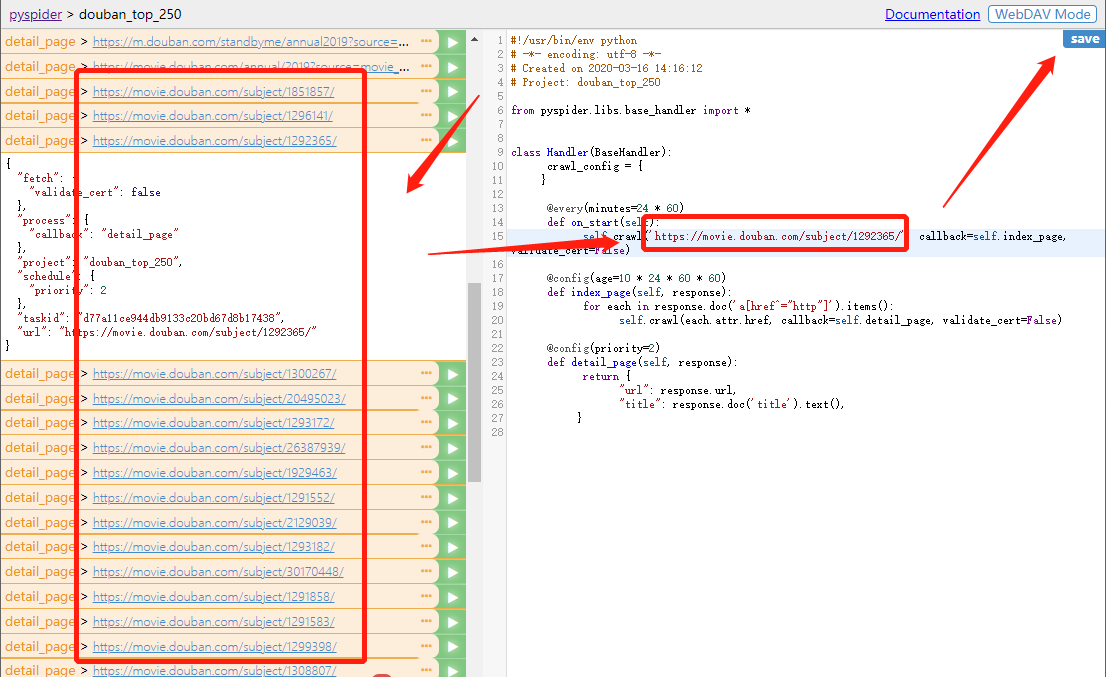 pyspider > douban_top_250
Documentation
WebDAV Mode
detail_page > https://m.douban.com/standbyme/annual2019?source=...
detail_page > https://movie.douban.com/annual/2019?source=movie_...
detail_page > https://movie.douban.com/subject/1851857/
detail_page > https://movie.douban.com/subject/1296141/
detail_page > https://movie.douban.com/subject/1292365/
{
"fetch": {
"validate_cert": false
},
"process": {
"callback": "detail_page"
},
"project": "douban_top_250",
"schedule": {
"priority": 2
},
"taskid": "d77a11ce944db9133c20bd67d8b17438",
"url": "https://movie.douban.com/subject/1292365/"
}
detail_page > https://movie.douban.com/subject/1300267/
detail_page > https://movie.douban.com/subject/20495023/
detail_page > https://movie.douban.com/subject/1293172/
detail_page > https://movie.douban.com/subject/26387939/
detail_page > https://movie.douban.com/subject/1929463/
detail_page > https://movie.douban.com/subject/1291552/
detail_page > https://movie.douban.com/subject/2129039/
detail_page > https://movie.douban.com/subject/1293182/
detail_page > https://movie.douban.com/subject/30170448/
detail_page > https://movie.douban.com/subject/1291858/
detail_page > https://movie.douban.com/subject/1291583/
detail_page > https://movie.douban.com/subject/1299398/
detail_page > https://movie.douban.com/subject/1308807/
save
1 #!/usr/bin/env python
2 # -*- encoding: utf-8 -*-
3 # Created on 2020-03-16 14:16:12
4 # Project: douban_top_250
5
6 from pyspider.libs.base_handler import *
7
8
9 class Handler(BaseHandler):
10 crawl_config = {
11 }
12
13 @every(minutes=24 * 60)
14 def on_start(self):
15 self.crawl('https://movie.douban.com/subject/1292365/', callback=self.index_page,
validate_cert=False)
16
17 @config(age=10 * 24 * 60 * 60)
18 def index_page(self, response):
19 for each in response.doc('a[href^="http"]').items():
20 self.crawl(each.attr.href, callback=self.detail_page, validate_cert=False)
21
22 @config(priority=2)
23 def detail_page(self, response):
24 return {
25 "url": response.url,
26 "title": response.doc('title').text(),
27 }
28